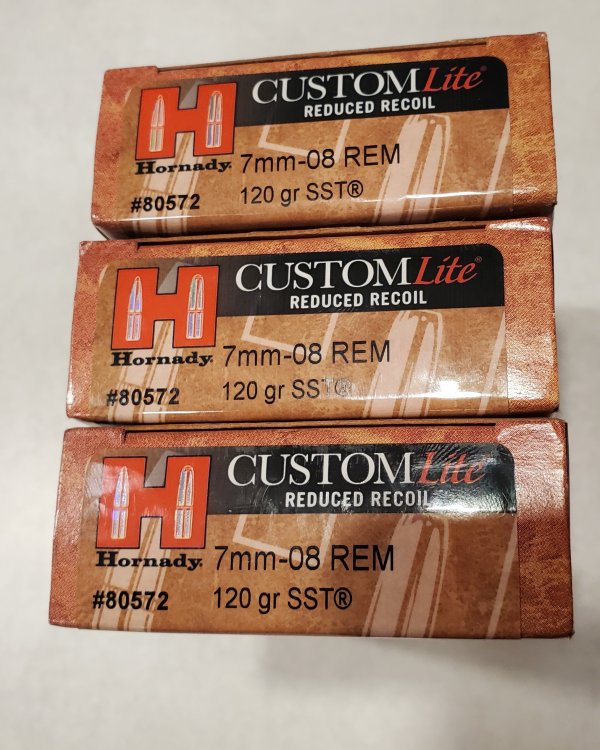 CUSTOM Lite®
REDUCED RECOIL
H
Hornady®
7mm-08 REM
#80572
120 gr SST®
CUSTOM Lite®
REDUCED RECOIL
H
Hornady®
7mm-08 REM
#80572
120 gr SST®
CUSTOM Lite
REDUCED RECOIL
H
Hornady®
7mm-08 REM
#80572
120 gr SST®